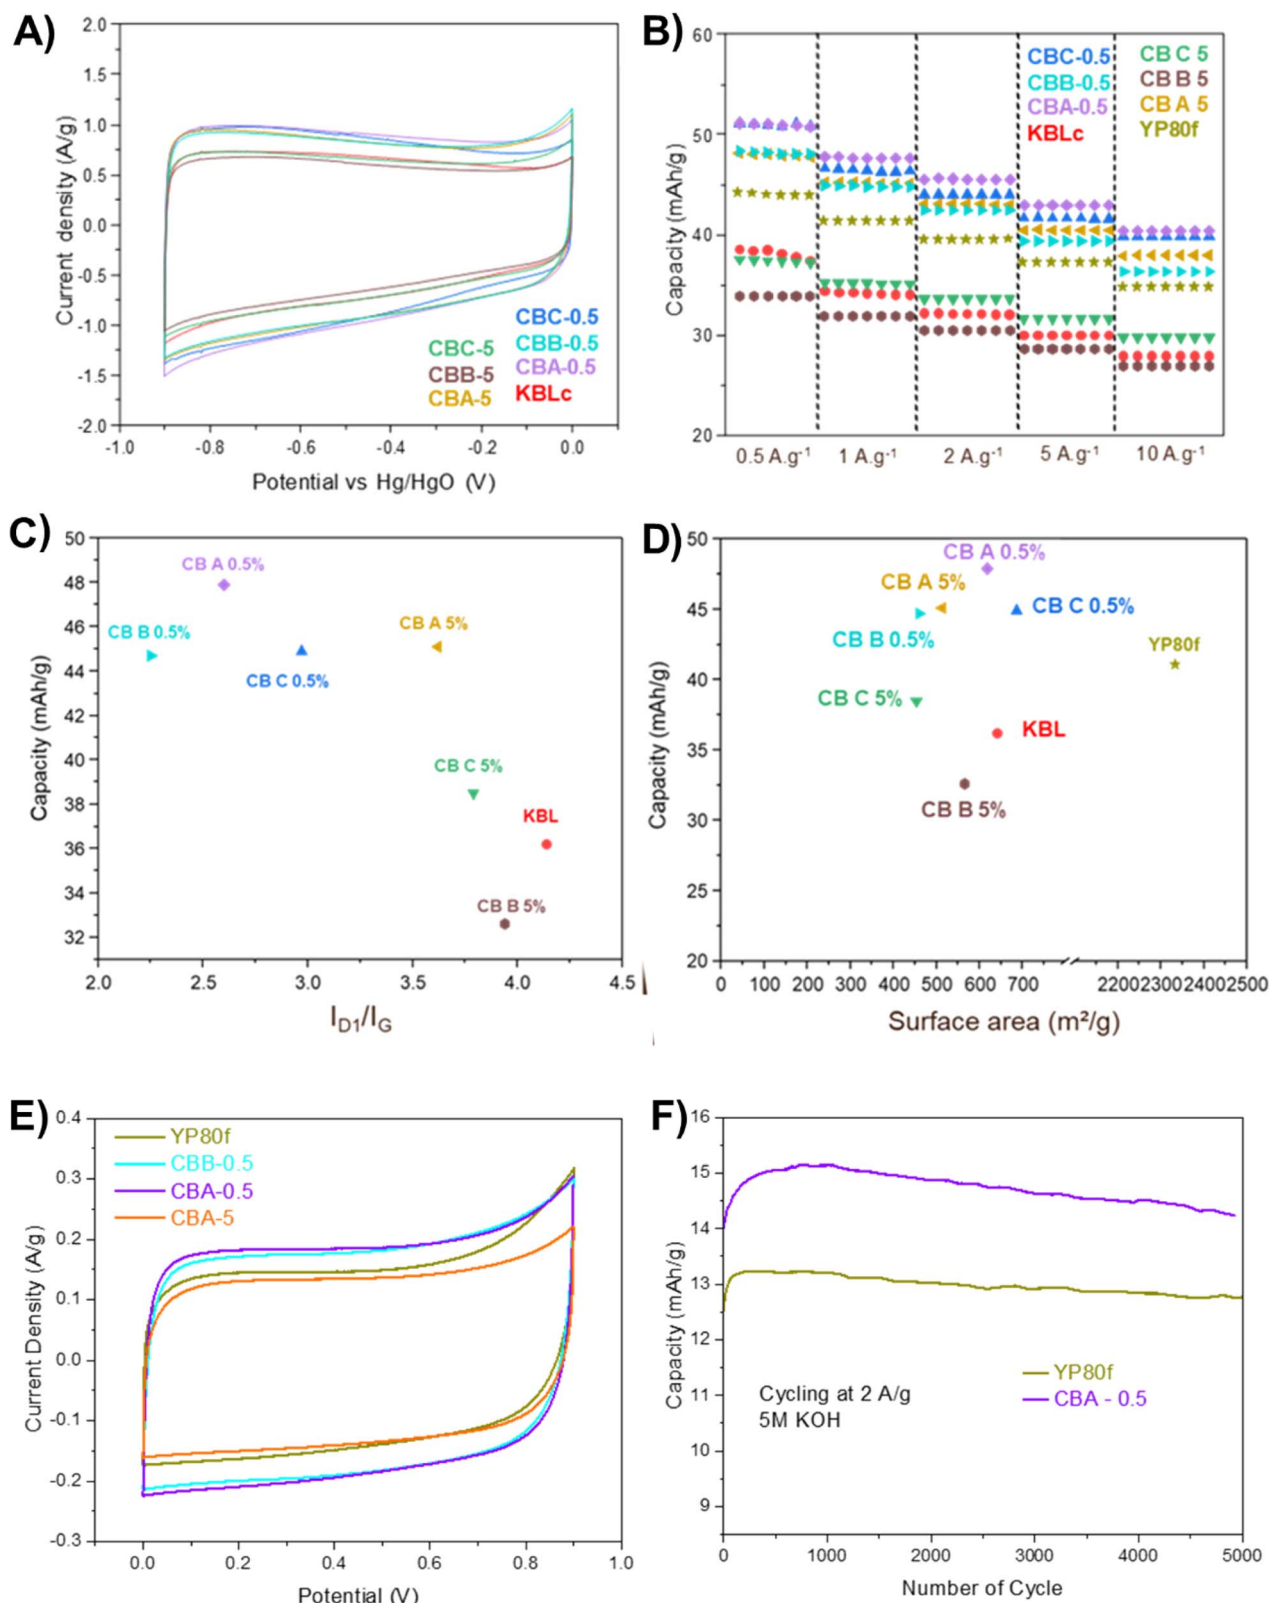 A)
2.0
1.5
1.0
0.5
0.0
-0.5
-1.0
-1.5
-2.0
Current density (A/g)
CBC-0.5
CBB-0.5
CBA-0.5
KBLc
CBC-5
CBB-5
CBA-5
-1.0 -0.8 -0.6 -0.4 -0.2 0.0
Potential vs Hg/HgO (V)
B)
60
50
40
30
20
Capacity (mAh/g)
CBC-0.5
CBB-0.5
CBA-0.5
KBLc
CB C 5
CB B 5
CB A 5
YP80f
0.5 A.g⁻¹ 1 A.g⁻¹ 2 A.g⁻¹ 5 A.g⁻¹ 10 A.g⁻¹
C)
50
48
46
44
42
40
38
36
34
32
Capacity (mAh/g)
CB A 0.5%
CB B 0.5%
CB A 5%
CB C 0.5%
CB C 5%
KBL
CB B 5%
2.0 2.5 3.0 3.5 4.0 4.5
I_D1/I_G
D)
50
45
40
35
30
25
20
Capacity (mAh/g)
CB A 0.5%
CB A 5%
CB C 0.5%
CB B 0.5%
YP80f
CB C 5%
KBL
CB B 5%
0 100 200 300 400 500 600 700 2200 2300 2400 2500
Surface area (m²/g)
E)
0.4
0.3
0.2
0.1
0.0
-0.1
-0.2
-0.3
Current Density (A/g)
YP80f
CBB-0.5
CBA-0.5
CBA-5
0.0 0.2 0.4 0.6 0.8 1.0
Potential (V)
F)
16
15
14
13
12
11
10
9
Capacity (mAh/g)
YP80f
CBA - 0.5
Cycling at 2 A/g
5M KOH
0 1000 2000 3000 4000 5000
Number of Cycle